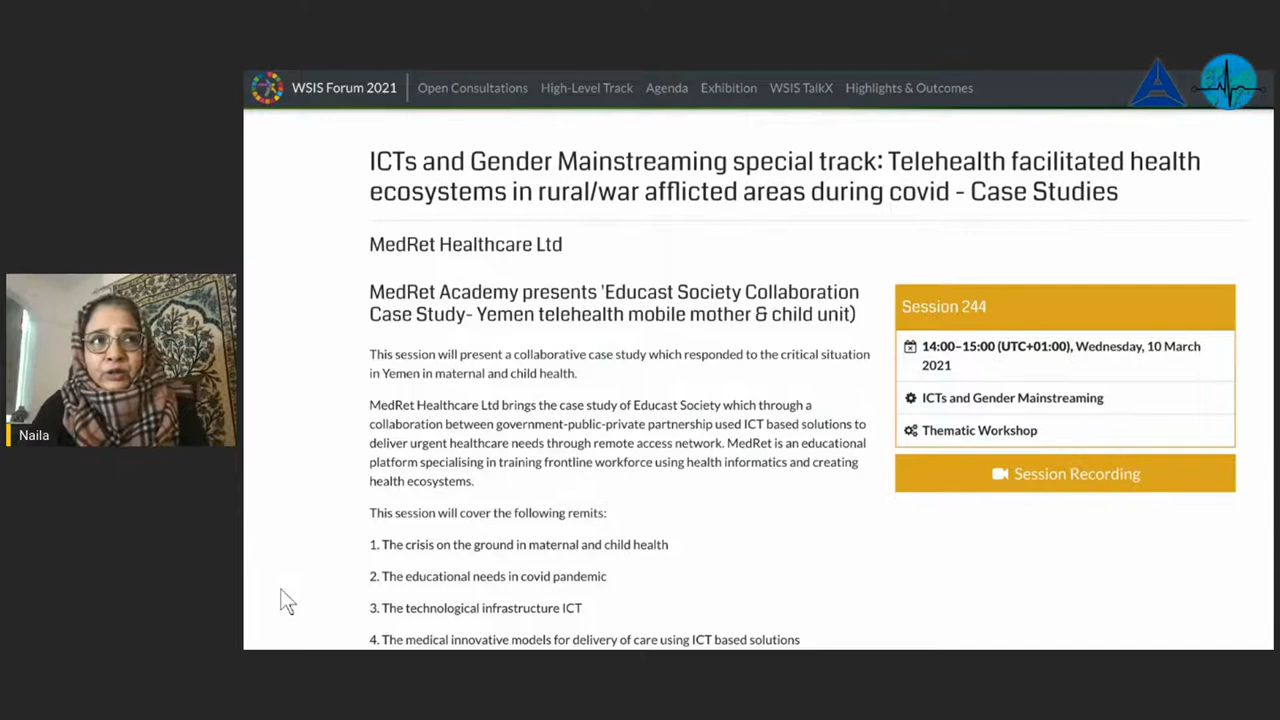 WSIS Forum 2021
Open Consultations
High-Level Track
Agenda
Exhibition
WSIS TalkX
Highlights & Outcomes
ICTs and Gender Mainstreaming special track: Telehealth facilitated health
ecosystems in rural/war afflicted areas during covid - Case Studies
MedRet Healthcare Ltd
MedRet Academy presents 'Educast Society Collaboration
Case Study- Yemen telehealth mobile mother & child unit)
This session will present a collaborative case study which responded to the critical situation
in Yemen in maternal and child health.
MedRet Healthcare Ltd brings the case study of Educast Society which through a
collaboration between government-public-private partnership used ICT based solutions to
deliver urgent healthcare needs through remote access network. MedRet is an educational
platform specialising in training frontline workforce using health informatics and creating
health ecosystems.
This session will cover the following remits:
1. The crisis on the ground in maternal and child health
2. The educational needs in covid pandemic
3. The technological infrastructure ICT
4. The medical innovative models for delivery of care using ICT based solutions
Session 244
14:00–15:00 (UTC+01:00), Wednesday, 10 March
2021
ICTs and Gender Mainstreaming
Thematic Workshop
Session Recording
Naila